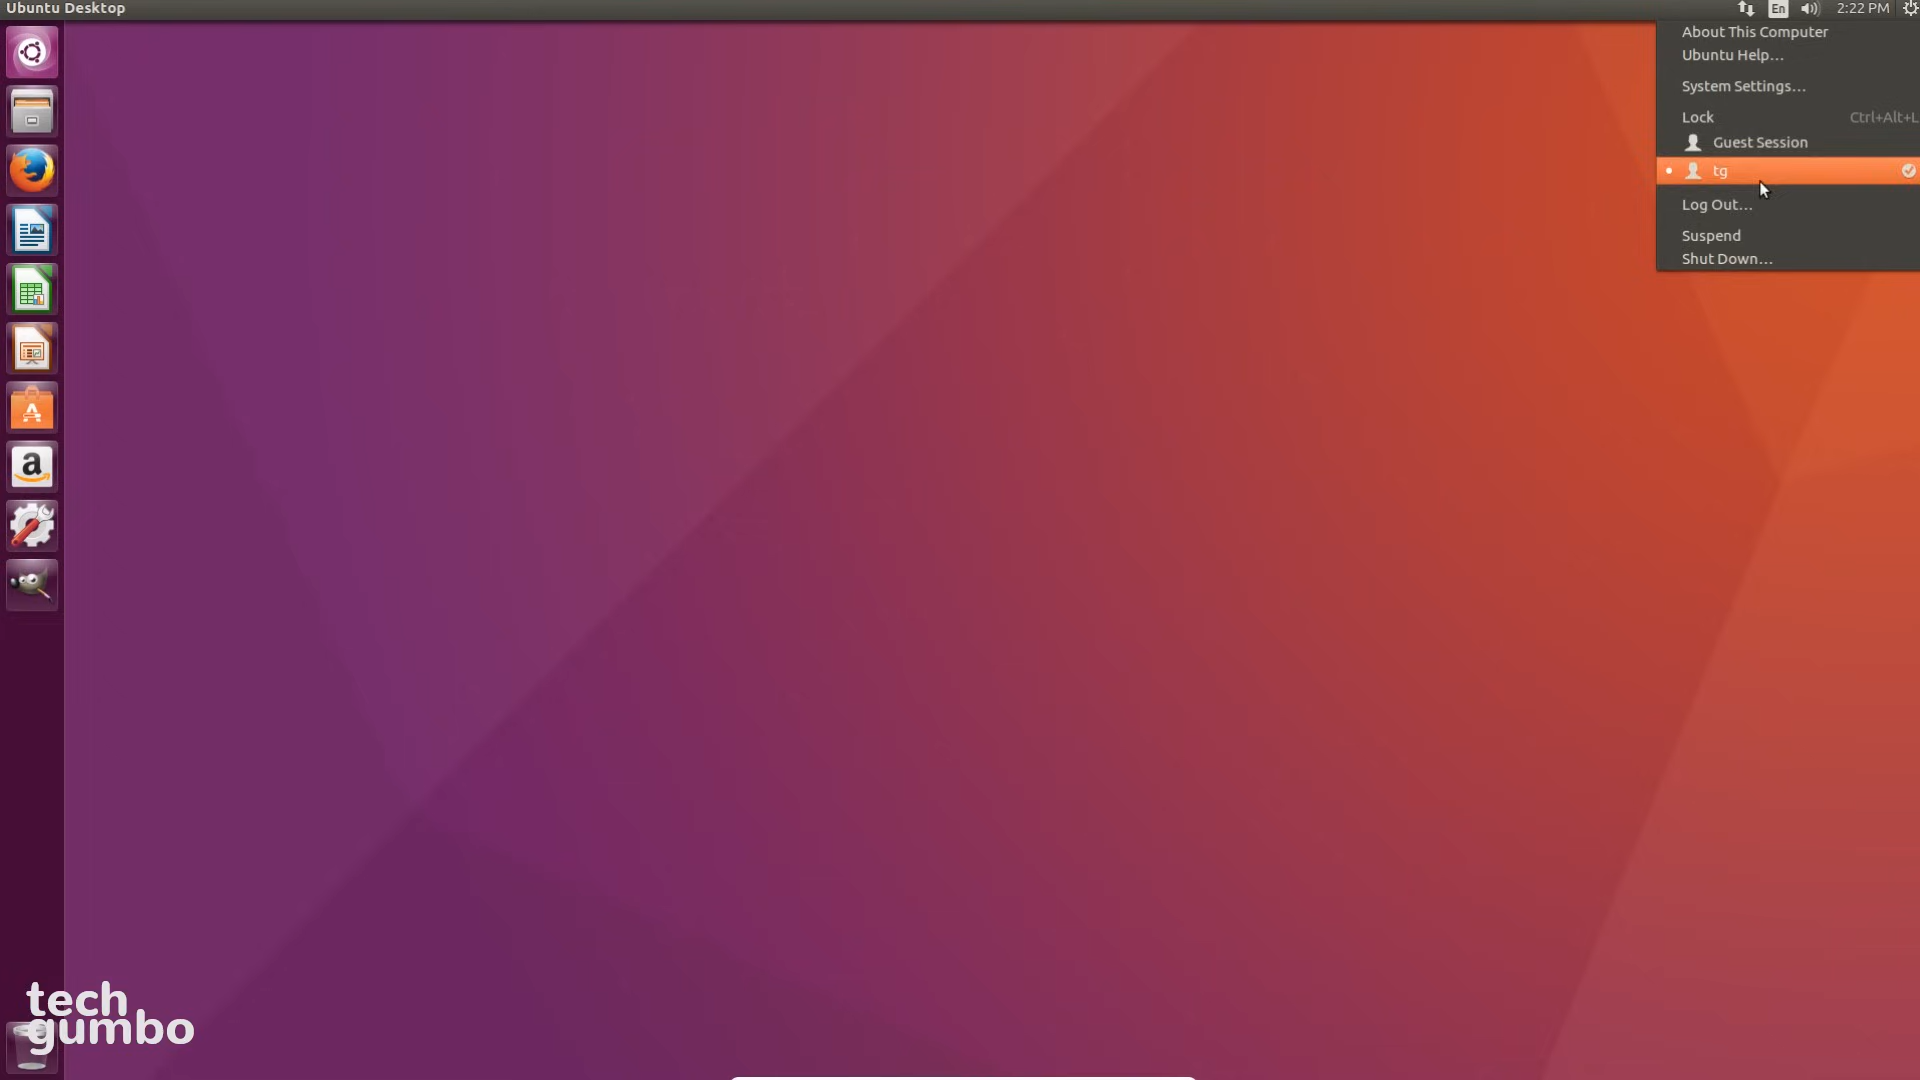 Ubuntu Desktop
En
2:22 PM
About This Computer
Ubuntu Help...
System Settings...
Lock Ctrl+Alt+L
Guest Session
tg
Log Out...
Suspend
Shut Down...
A
a
tech
gumbo